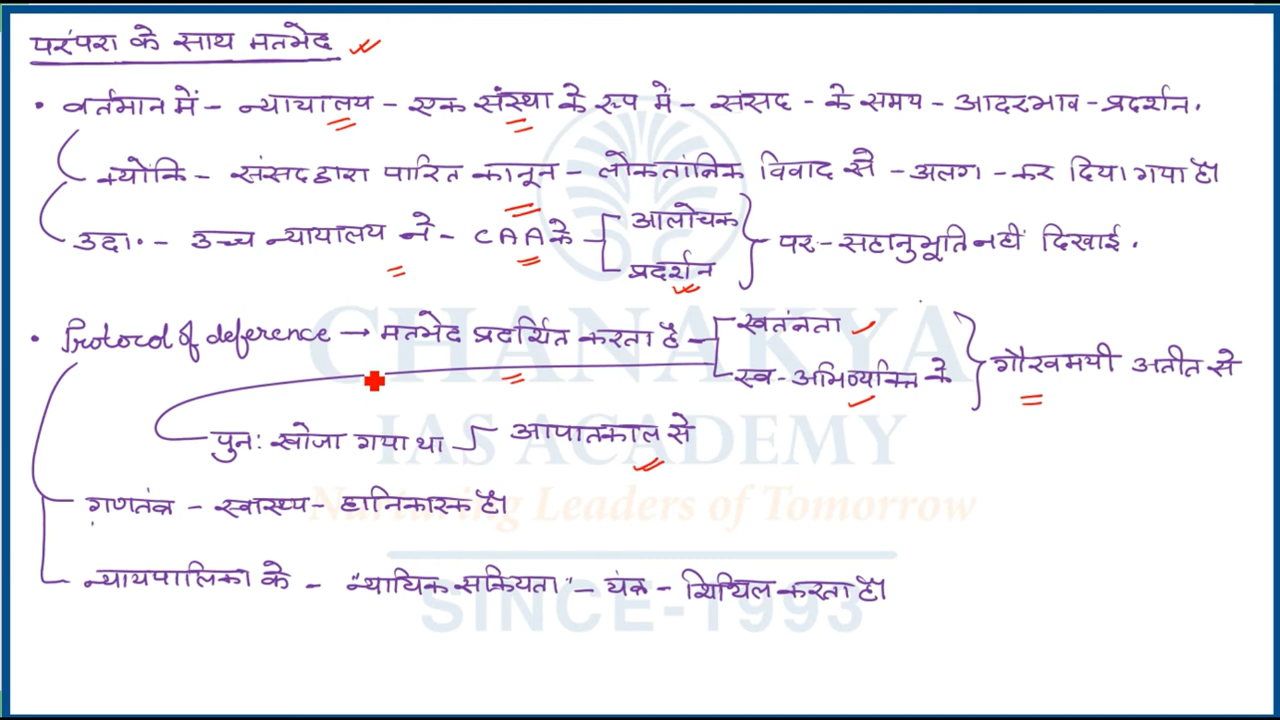 परंपरा के साथ मतभेद
• वर्तमान में - न्यायालय - एक संस्था के रूप में - संसद - के समय - आदरभाव - प्रदर्शन.
क्योकि - संसद द्वारा पारित कानून - लोकतांत्रिक विवाद से - अलग - कर दिया गया है।
उदा. - उच्च न्यायालय ने - CAA के - आलोचक
प्रदर्शन
पर - सहानुभूति नहीं दिखाई.
• Protocol of deference → मतभेद प्रदर्शित करता है - स्वतंत्रता
स्व-अभिव्यक्ति के
गौरवमयी अतीत से
पुनः खोजा गया था आपातकाल से
गणतंत्र - स्वास्थ्य - हानिकारक है।
न्यायपालिका के - "न्यायिक सक्रियता" - यंत्र - शिथिल करता है।
CHANAKYA
IAS ACADEMY
Nurturing Leaders of Tomorrow
SINCE-1993